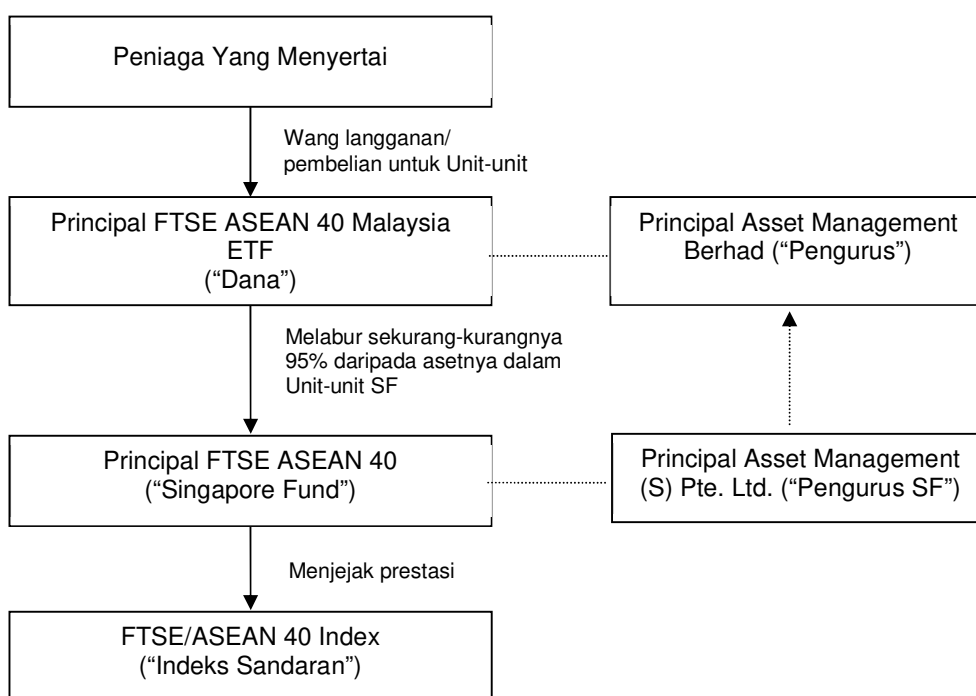 Peniaga Yang Menyertai
Wang langganan/
pembelian untuk Unit-unit
Principal FTSE ASEAN 40 Malaysia
ETF
(“Dana”)
Principal Asset Management
Berhad (“Pengurus”)
Melabur sekurang-kurangnya
95% daripada asetnya dalam
Unit-unit SF
Principal FTSE ASEAN 40
(“Singapore Fund”)
Principal Asset Management
(S) Pte. Ltd. (“Pengurus SF”)
Menjejak prestasi
FTSE/ASEAN 40 Index
(“Indeks Sandaran”)